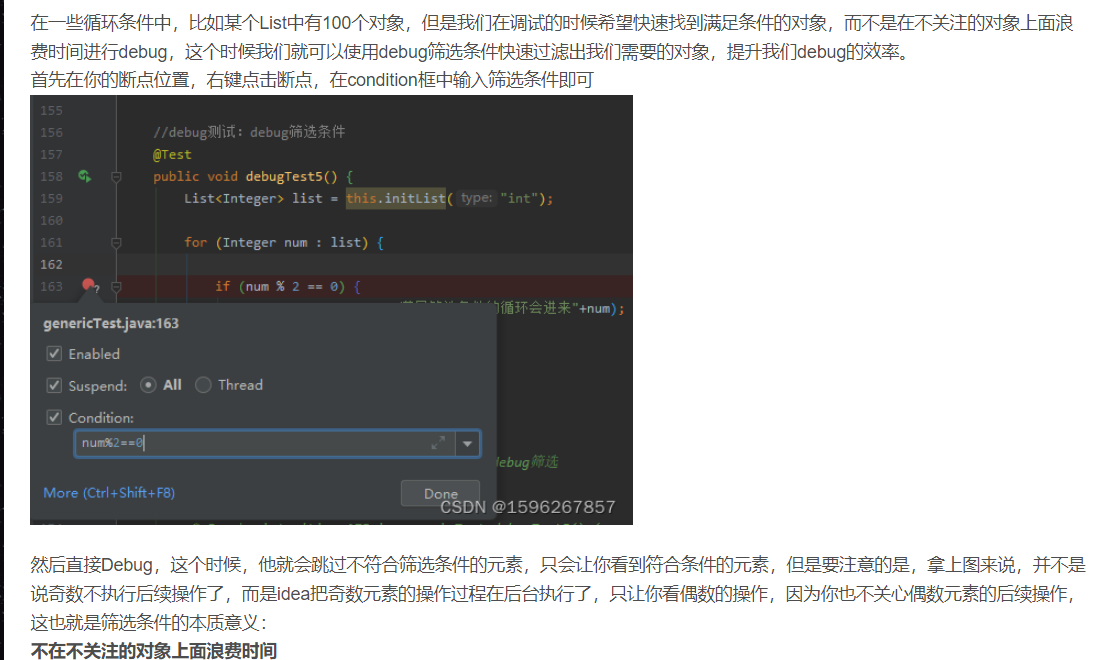 在一些循环条件中，比如某个List中有100个对象，但是我们在调试的时候希望快速找到满足条件的对象，而不是在不关注的对象上面浪
费时间进行debug，这个时候我们就可以使用debug筛选条件快速过滤出我们需要的对象，提升我们debug的效率。
首先在你的断点位置，右键点击断点，在condition框中输入筛选条件即可
155
156 //debug测试：debug筛选条件
157 @Test
158 public void debugTest5() {
159 List<Integer> list = this.initList( type: "int");
160
161 for (Integer num : list) {
162
163 if (num % 2 == 0) {
的循环会进来"+num);
genericTest.java:163
Enabled
Suspend: All Thread
Condition:
num%2==0
debug筛选
More (Ctrl+Shift+F8)
Done
CSDN @1596267857
然后直接Debug，这个时候，他就会跳过不符合筛选条件的元素，只会让你看到符合条件的元素，但是要注意的是，拿上图来说，并不是
说奇数不执行后续操作了，而是idea把奇数元素的操作过程在后台执行了，只让你看偶数的操作，因为你也不关心偶数元素的后续操作，
这也就是筛选条件的本质意义：
不在不关注的对象上面浪费时间